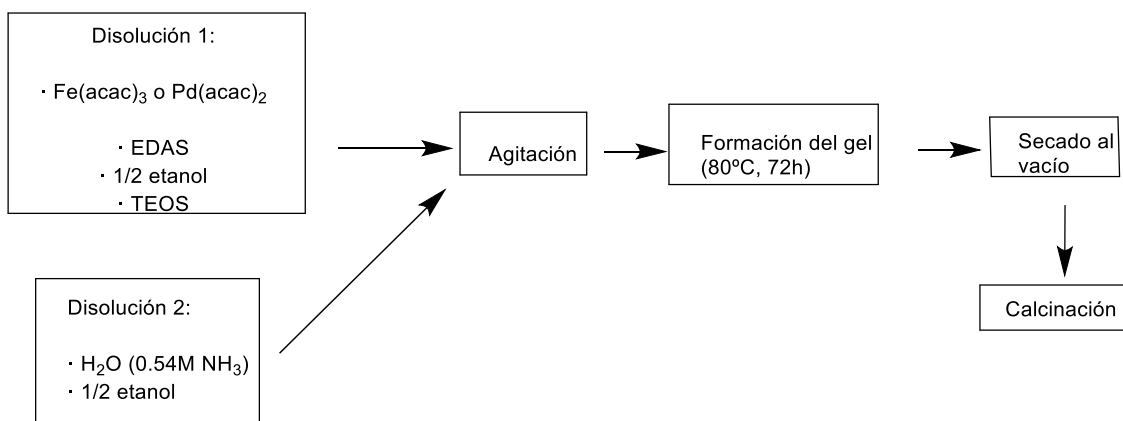 Disolución 1:
· Fe(acac)₃ o Pd(acac)₂
· EDAS
· 1/2 etanol
· TEOS
Disolución 2:
· H₂O (0.54M NH₃)
· 1/2 etanol
Agitación
Formación del gel
(80ºC, 72h)
Secado al
vacío
Calcinación